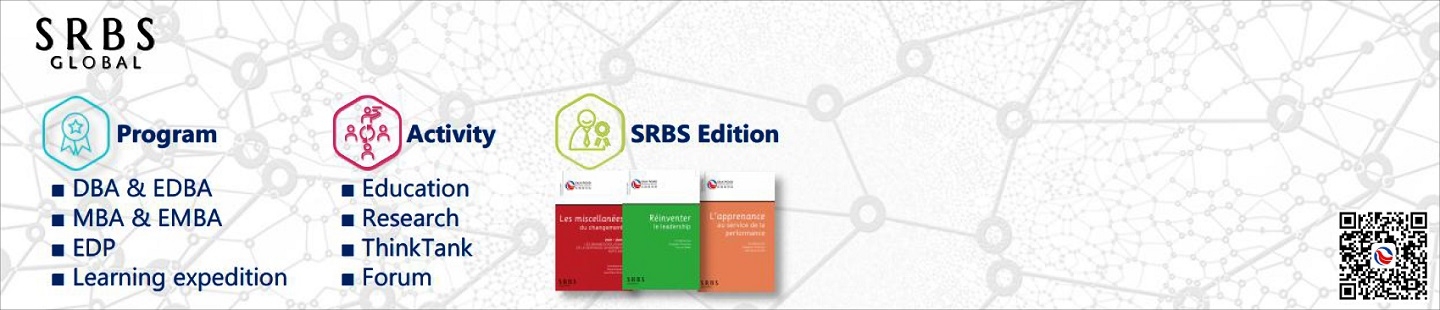 SRBS
GLOBAL
Program
■ DBA & EDBA
■ MBA & EMBA
■ EDP
■ Learning expedition
Activity
■ Education
■ Research
■ ThinkTank
■ Forum
SRBS Edition
Les miscellanées
du changement
SRBS
Réinventer
le leadership
SRBS
L'apprenance
au service de la
performance
SRBS